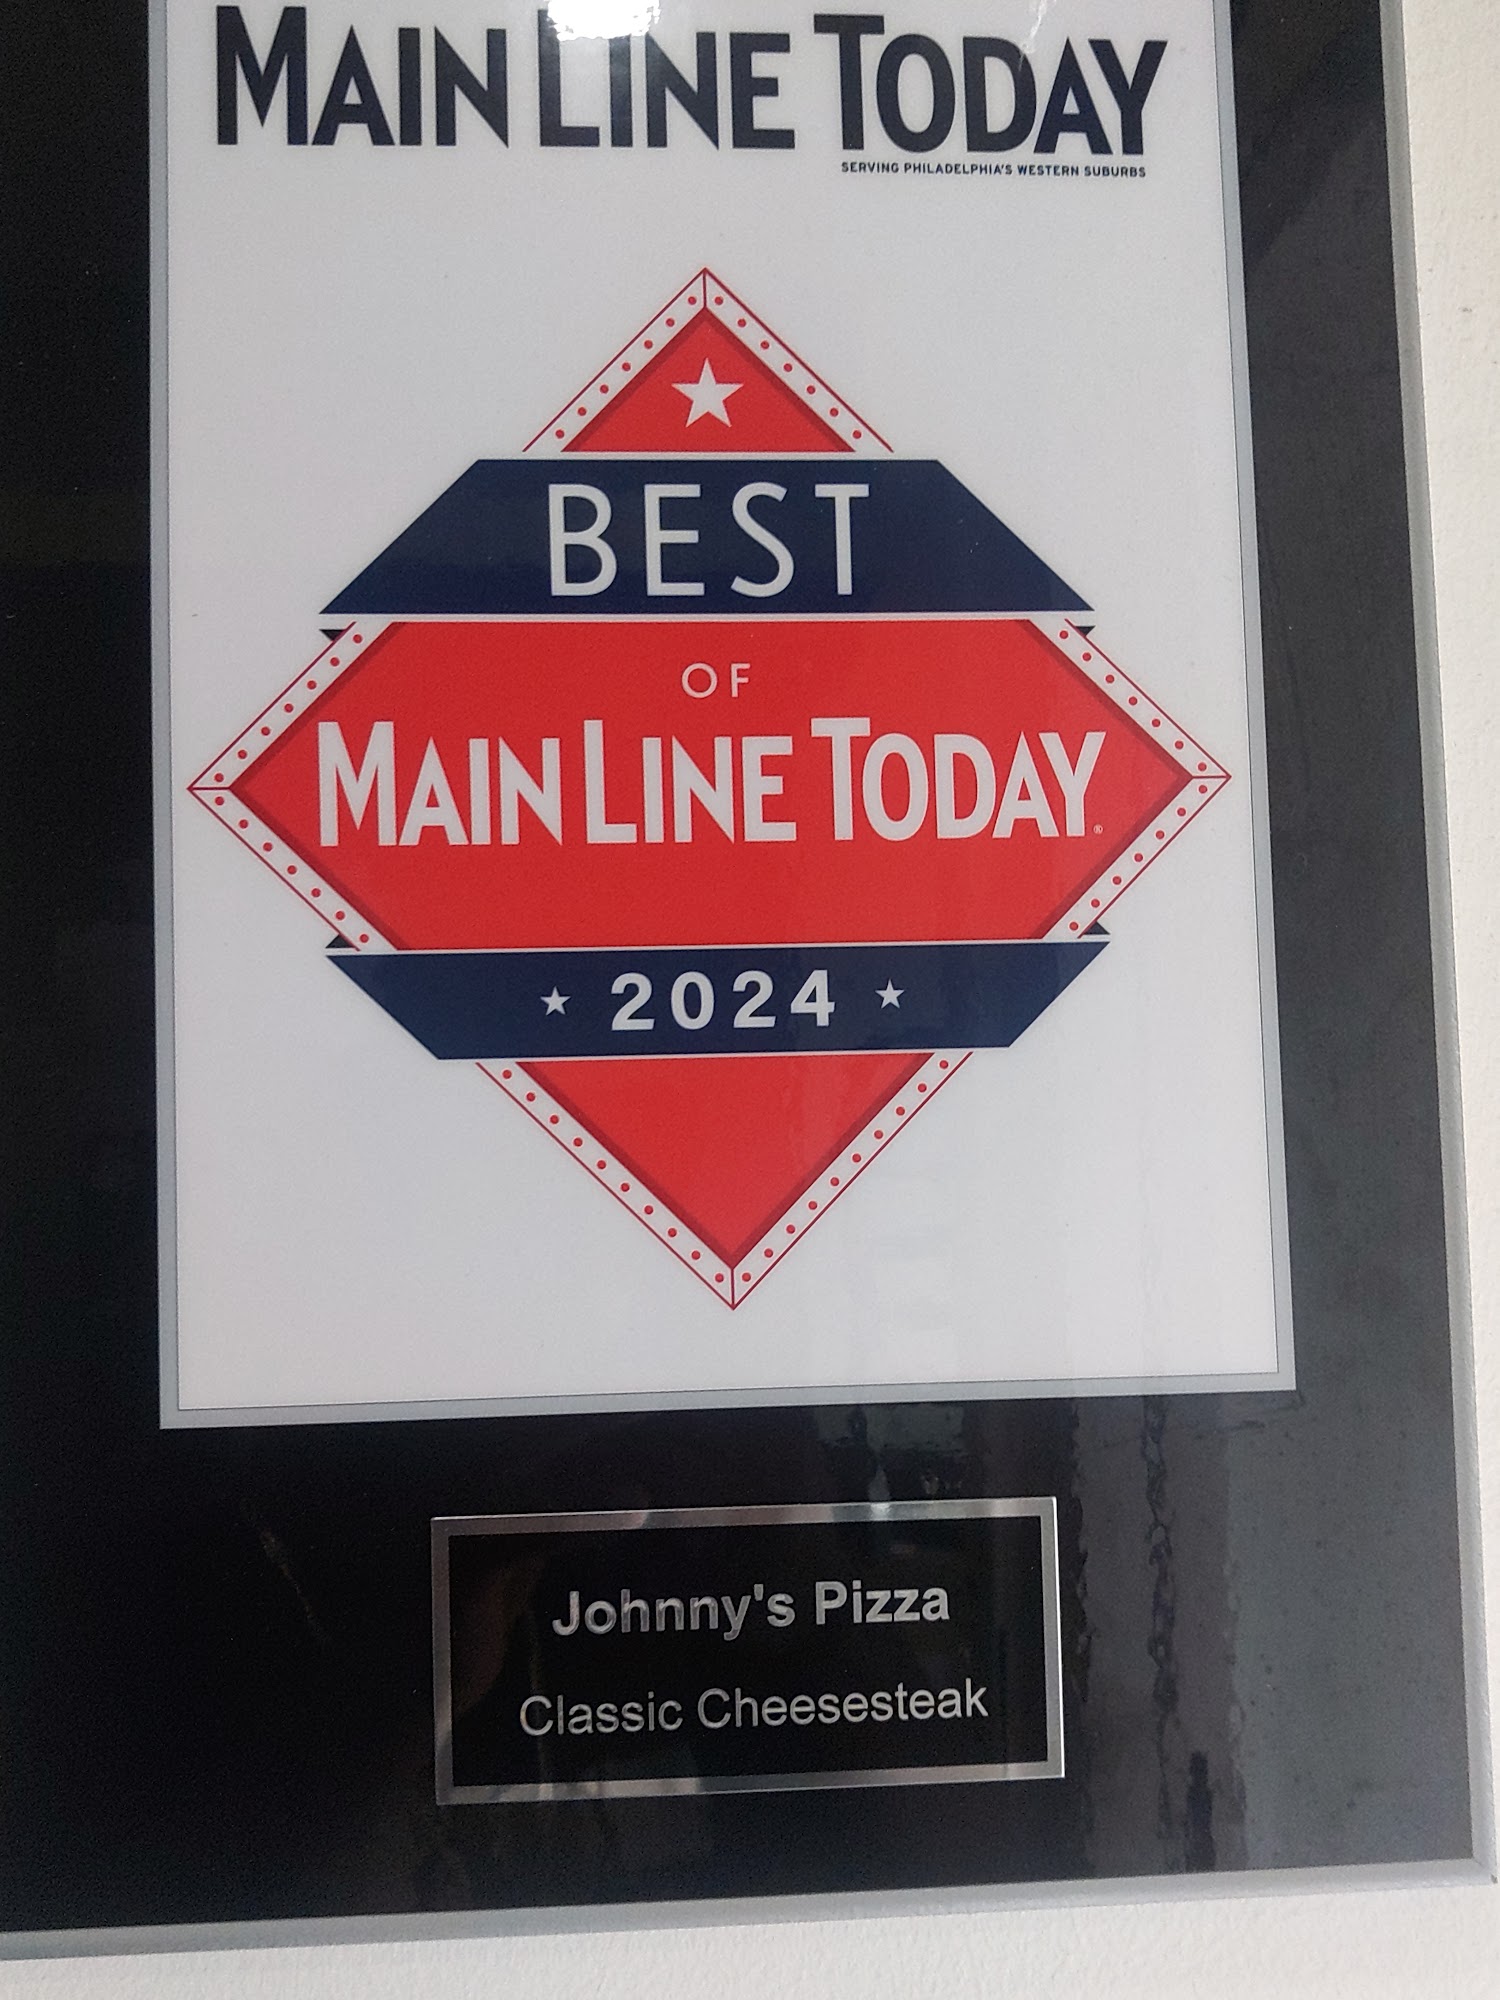 MAIN LINE TODAY
SERVING PHILADELPHIA'S WESTERN SUBURBS
BEST
OF
MAIN LINE TODAY®
2024
Johnny's Pizza
Classic Cheesesteak